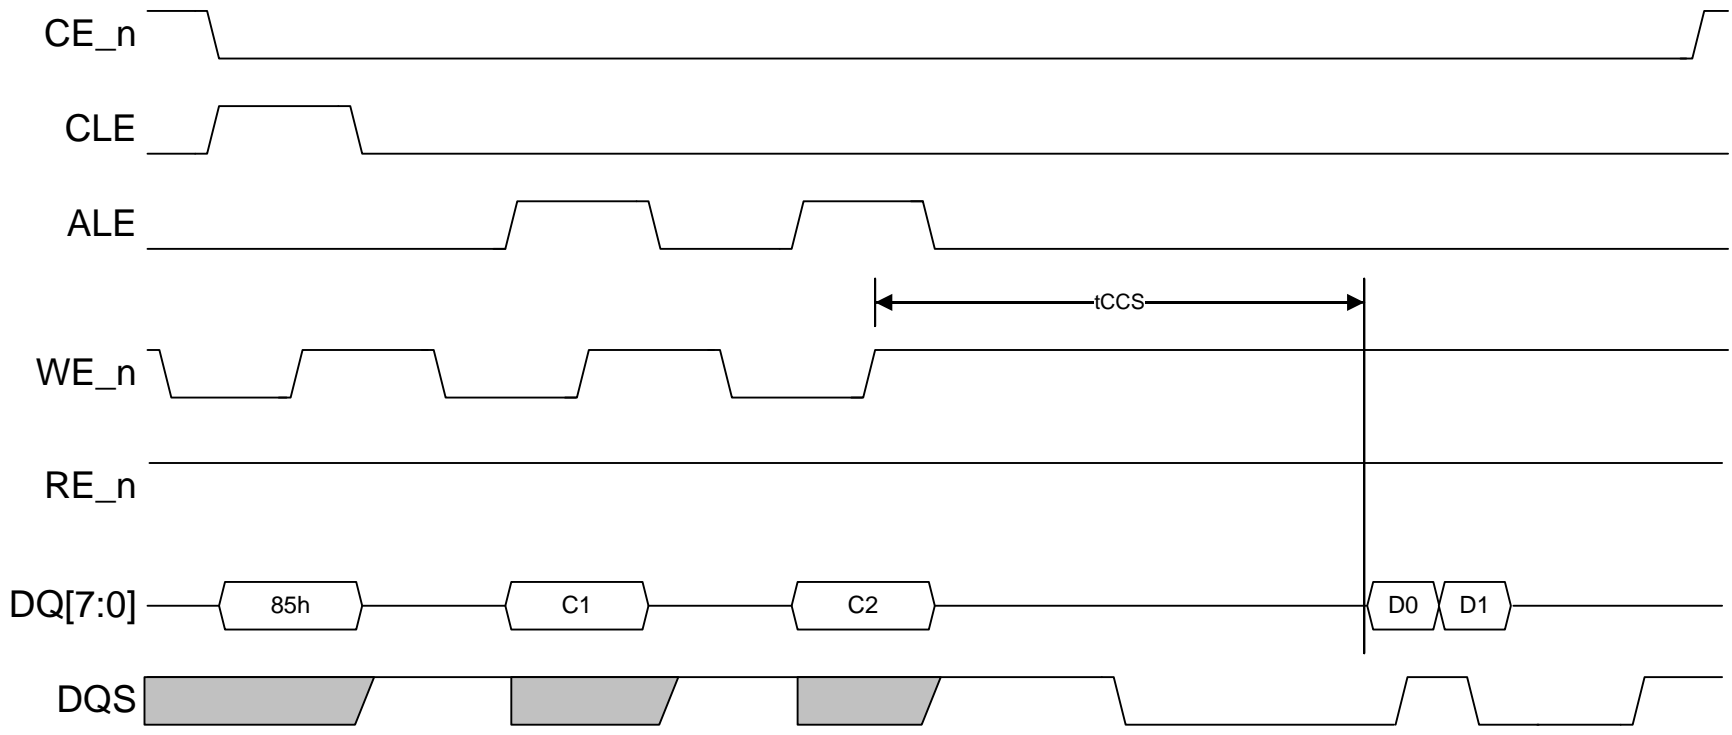 CE_n
CLE
ALE
tCCS
WE_n
RE_n
DQ[7:0] 85h C1 C2 D0 D1
DQS